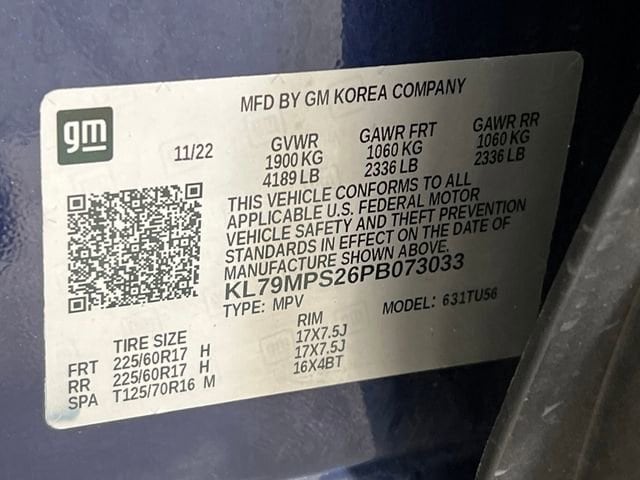 MFD BY GM KOREA COMPANY
gm
11/22
GVWR
1900 KG
4189 LB
GAWR FRT
1060 KG
2336 LB
GAWR RR
1060 KG
2336 LB
THIS VEHICLE CONFORMS TO ALL
APPLICABLE U.S. FEDERAL MOTOR
VEHICLE SAFETY AND THEFT PREVENTION
STANDARDS IN EFFECT ON THE DATE OF
MANUFACTURE SHOWN ABOVE.
KL79MPS26PB073033
TYPE: MPV MODEL: 631TU56
TIRE SIZE RIM
FRT 225/60R17 H 17X7.5J
RR 225/60R17 H 17X7.5J
SPA T125/70R16 M 16X4BT